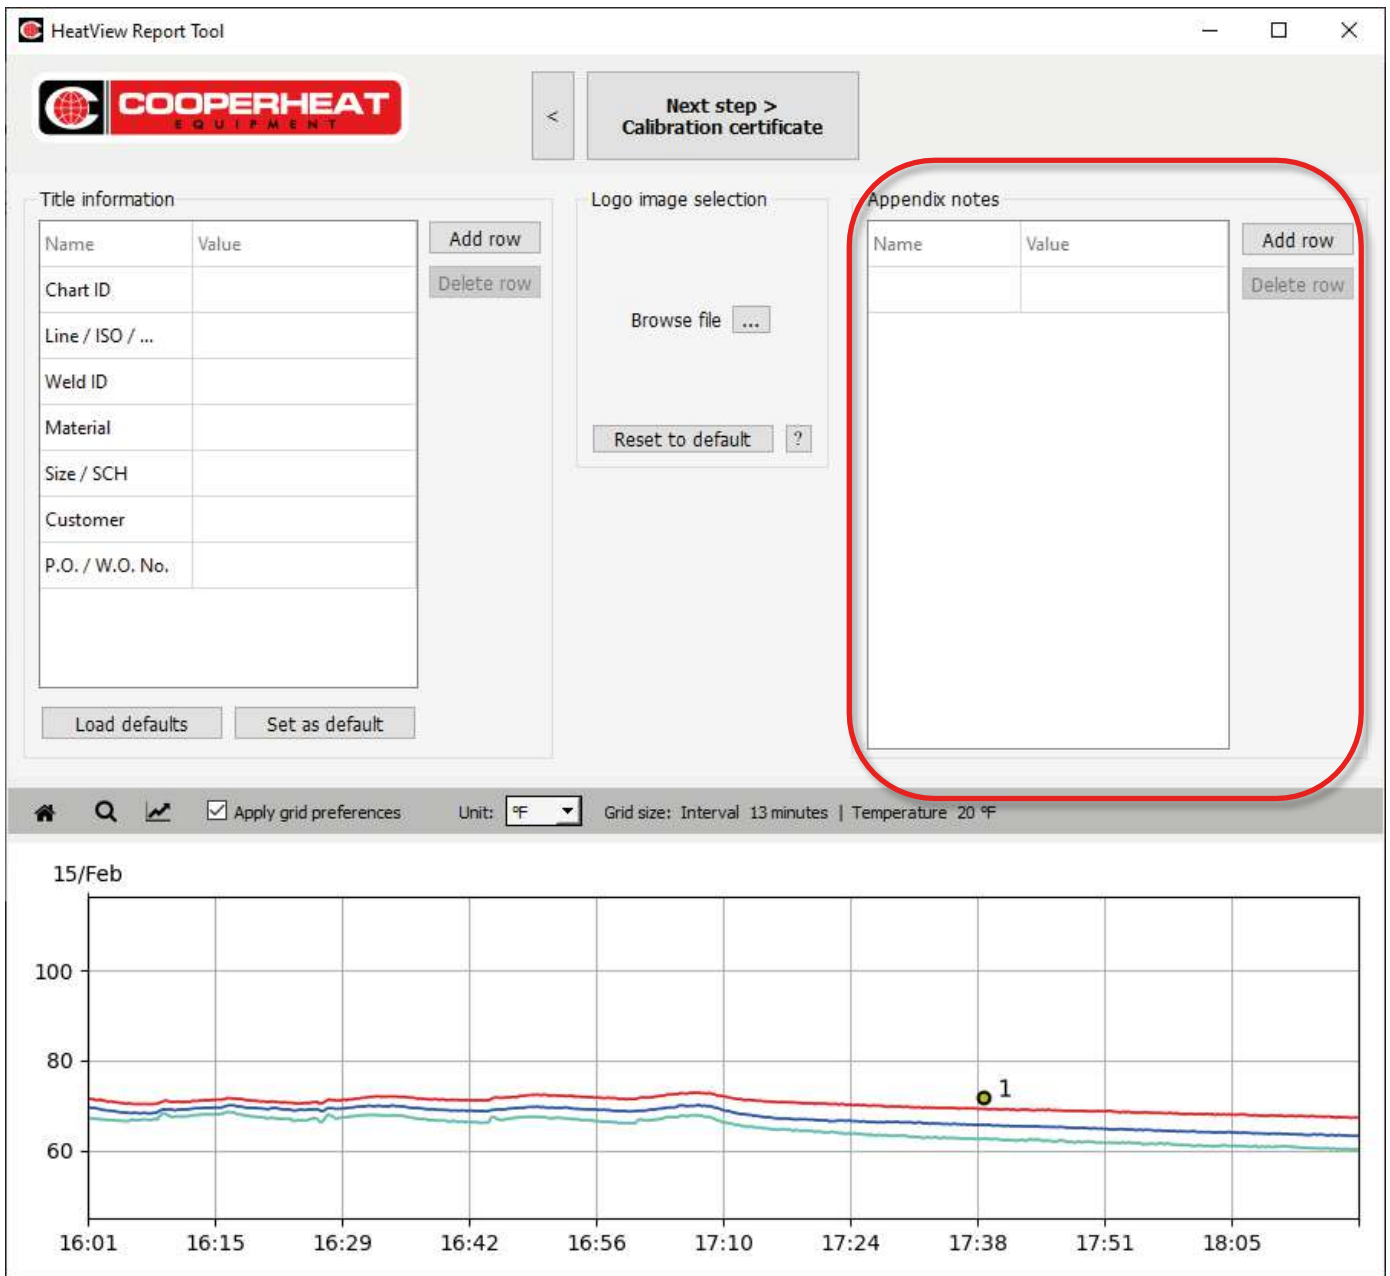 HeatView Report Tool
COOPERHEAT
EQUIPMENT
<
Next step >
Calibration certificate
Title information
Name Value
Chart ID
Line / ISO / ...
Weld ID
Material
Size / SCH
Customer
P.O. / W.O. No.
Add row
Delete row
Load defaults Set as default
Logo image selection
Browse file ...
Reset to default ?
Appendix notes
Name Value
Add row
Delete row
Apply grid preferences Unit: °F Grid size: Interval 13 minutes | Temperature 20 °F
15/Feb
100
80
60
1
16:01 16:15 16:29 16:42 16:56 17:10 17:24 17:38 17:51 18:05